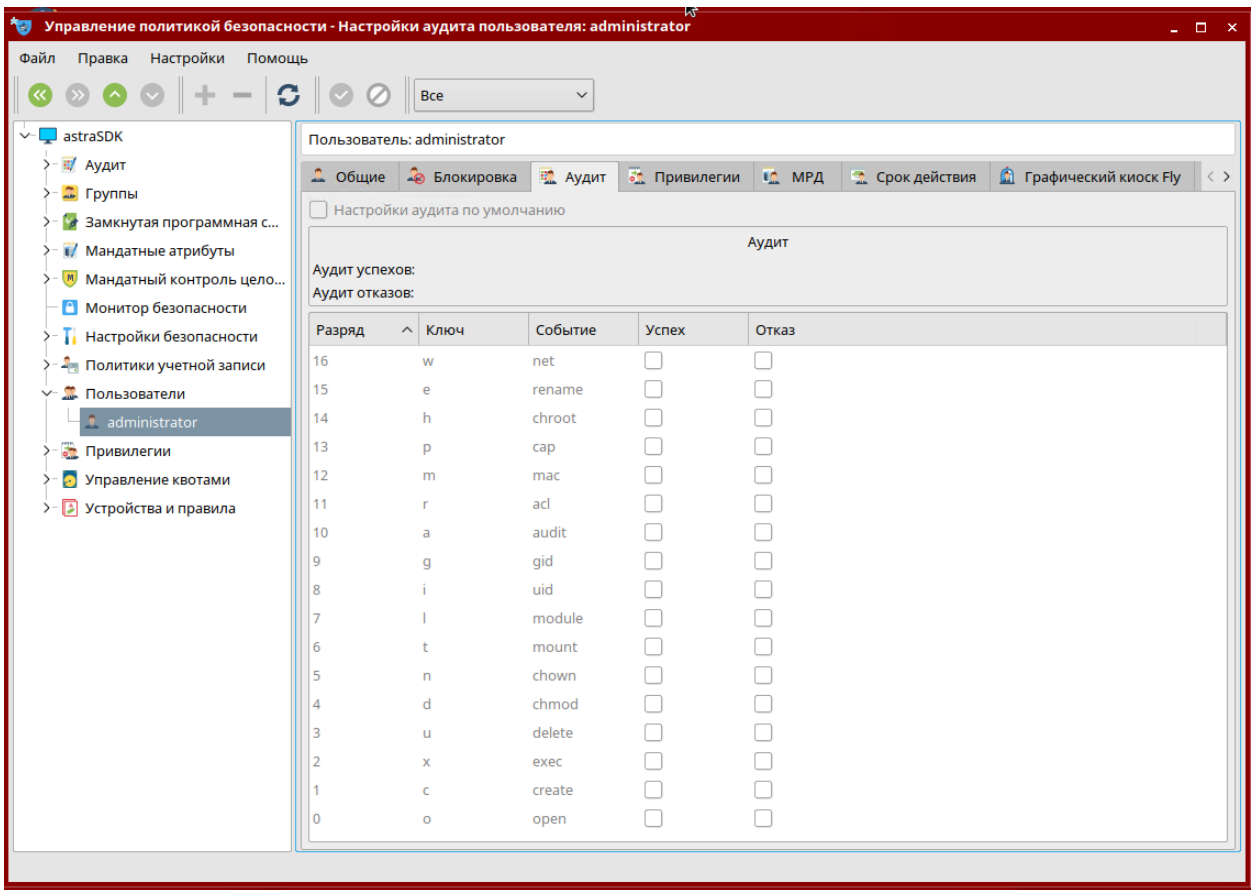 Управление политикой безопасности - Настройки аудита пользователя: administrator
Файл Правка Настройки Помощь
Все
astraSDK
Аудит
Группы
Замкнутая программная с...
Мандатные атрибуты
Мандатный контроль цело...
Монитор безопасности
Настройки безопасности
Политики учетной записи
Пользователи
administrator
Привилегии
Управление квотами
Устройства и правила
Пользователь: administrator
Общие Блокировка Аудит Привилегии МРД Срок действия Графический киоск Fly
Настройки аудита по умолчанию
Аудит
Аудит успехов:
Аудит отказов:
Разряд Ключ Событие Успех Отказ
16 w net
15 e rename
14 h chroot
13 p cap
12 m mac
11 r acl
10 a audit
9 g gid
8 i uid
7 l module
6 t mount
5 n chown
4 d chmod
3 u delete
2 x exec
1 c create
0 o open